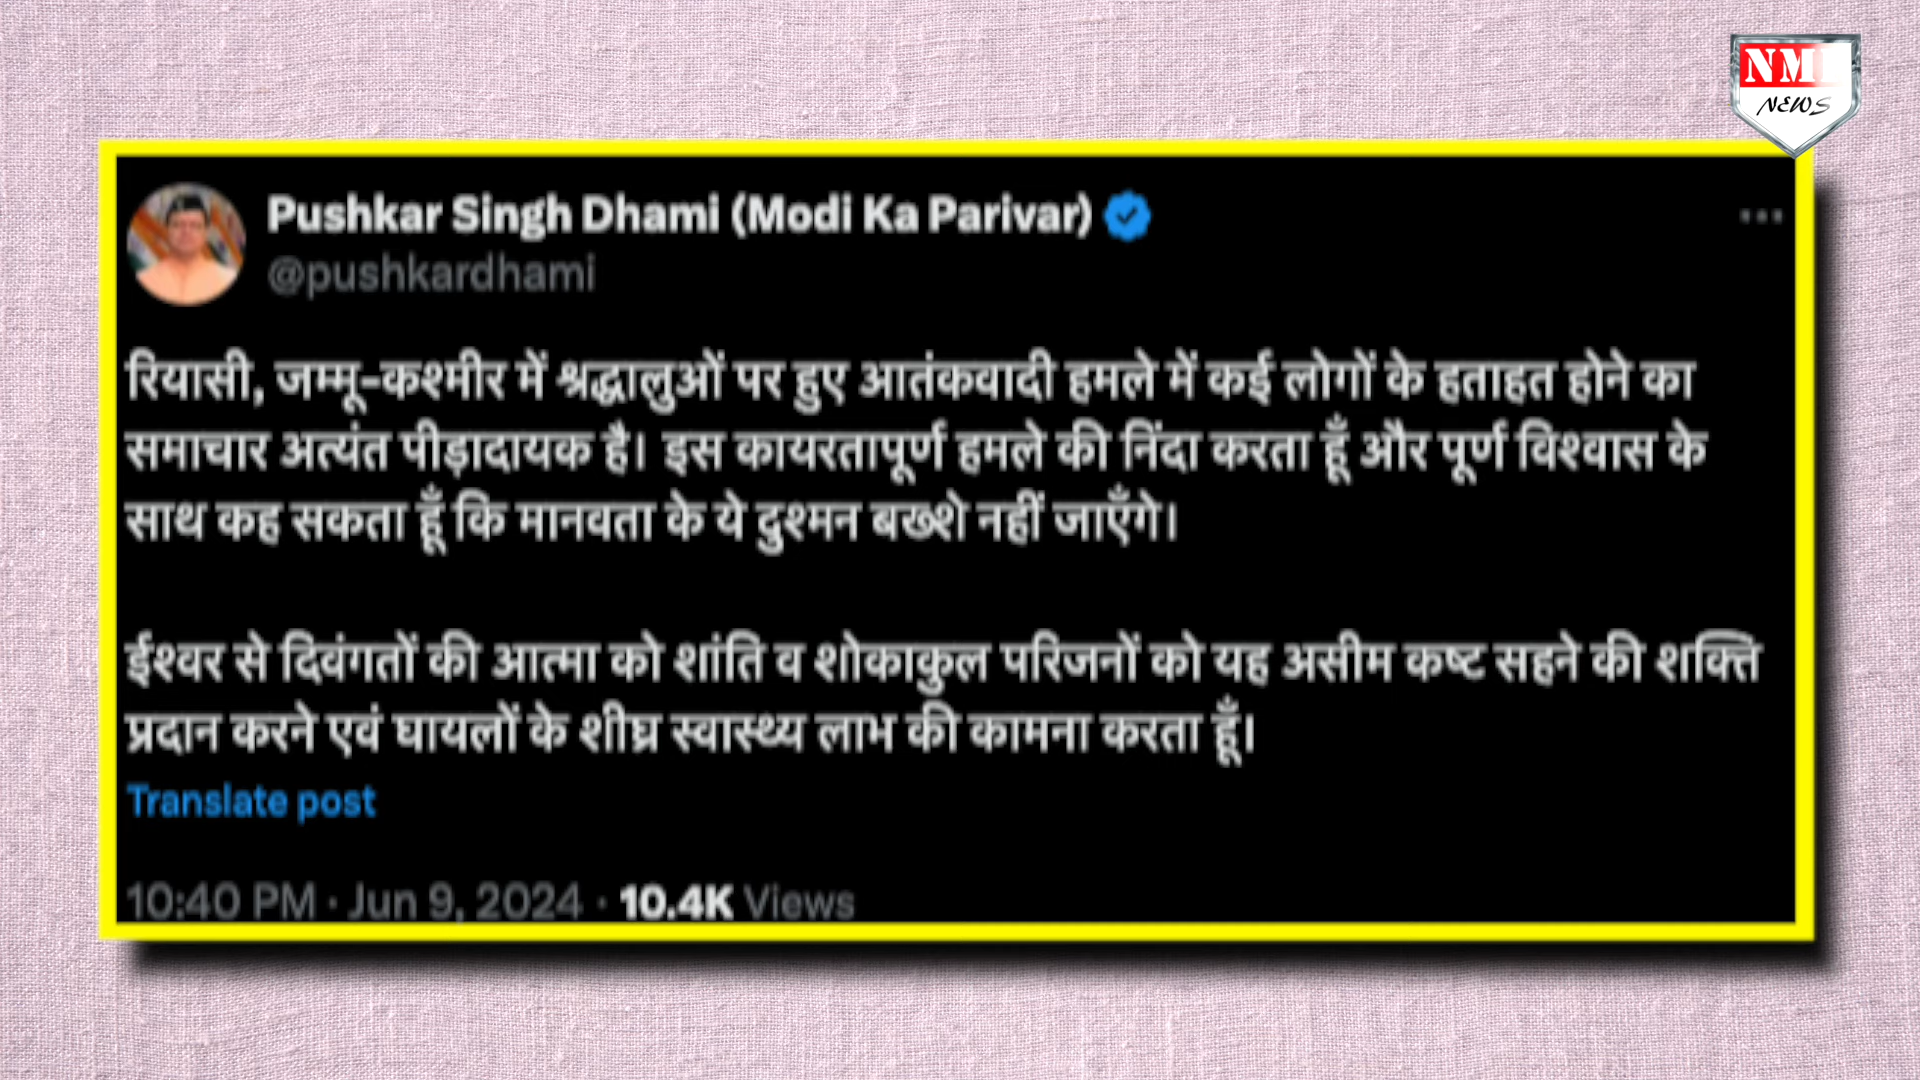 NM
NEWS
Pushkar Singh Dhami (Modi Ka Parivar)
@pushkardhami
रियासी, जम्मू-कश्मीर में श्रद्धालुओं पर हुए आतंकवादी हमले में कई लोगों के हताहत होने का
समाचार अत्यंत पीड़ादायक है। इस कायरतापूर्ण हमले की निंदा करता हूँ और पूर्ण विश्वास के
साथ कह सकता हूँ कि मानवता के ये दुश्मन बख्शे नहीं जाएँगे।
ईश्वर से दिवंगतों की आत्मा को शांति व शोकाकुल परिजनों को यह असीम कष्ट सहने की शक्ति
प्रदान करने एवं घायलों के शीघ्र स्वास्थ्य लाभ की कामना करता हूँ।
Translate post
10:40 PM · Jun 9, 2024 · 10.4K Views